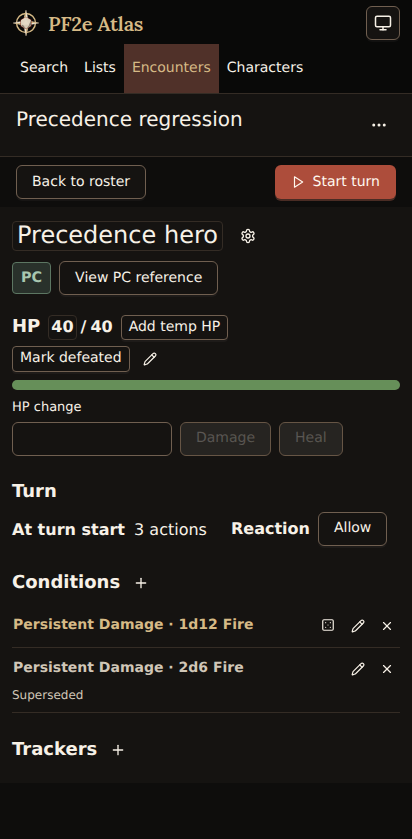 PF2e Atlas
Search Lists Encounters Characters
Precedence regression
Back to roster Start turn
Precedence hero
PC View PC reference
HP 40 / 40 Add temp HP
Mark defeated
HP change
Damage Heal
Turn
At turn start 3 actions Reaction Allow
Conditions
Persistent Damage · 1d12 Fire
Persistent Damage · 2d6 Fire
Superseded
Trackers